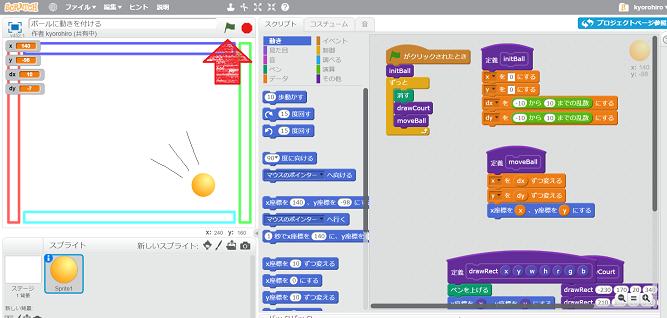 SCRATCH ファイル▼ 編集▼ ヒント 説明 kyorohiro
ボールに動きを付ける
作者 kyorohiro (共有中)
v452.1
x 140
y -98
dx 10
dy -7
x: 240 y: 160
スプライト 新しいスプライト:
ステージ
1 背景
新しい背景
Sprite1
スクリプト コスチューム 音
動き イベント
見た目 制御
音 調べる
ペン 演算
データ その他
10 歩動かす
15 度回す
15 度回す
90▼ 度に向ける
マウスのポインター▼ へ向ける
x座標を 140 、y座標を -98 にする
マウスのポインター▼ へ行く
1 秒でx座標を 140 に、y座標を
x座標を 10 ずつ変える
x座標を 0 にする
y座標を 10 ずつ変える
プロジェクトページ参照
がクリックされたとき
initBall
ずっと
消す
drawCourt
moveBall
定義 initBall
x▼ を 0 にする
y▼ を 0 にする
dx▼ を -10 から 10 までの乱数 にする
dy▼ を -10 から 10 までの乱数 にする
x: 140
y: -98
定義 moveBall
x▼ を dx ずつ変える
y▼ を dy ずつ変える
x座標を x 、y座標を y にする
定義 drawRect x y w h r g b
ペンを上げる
Court
drawRect -230 170 20 340